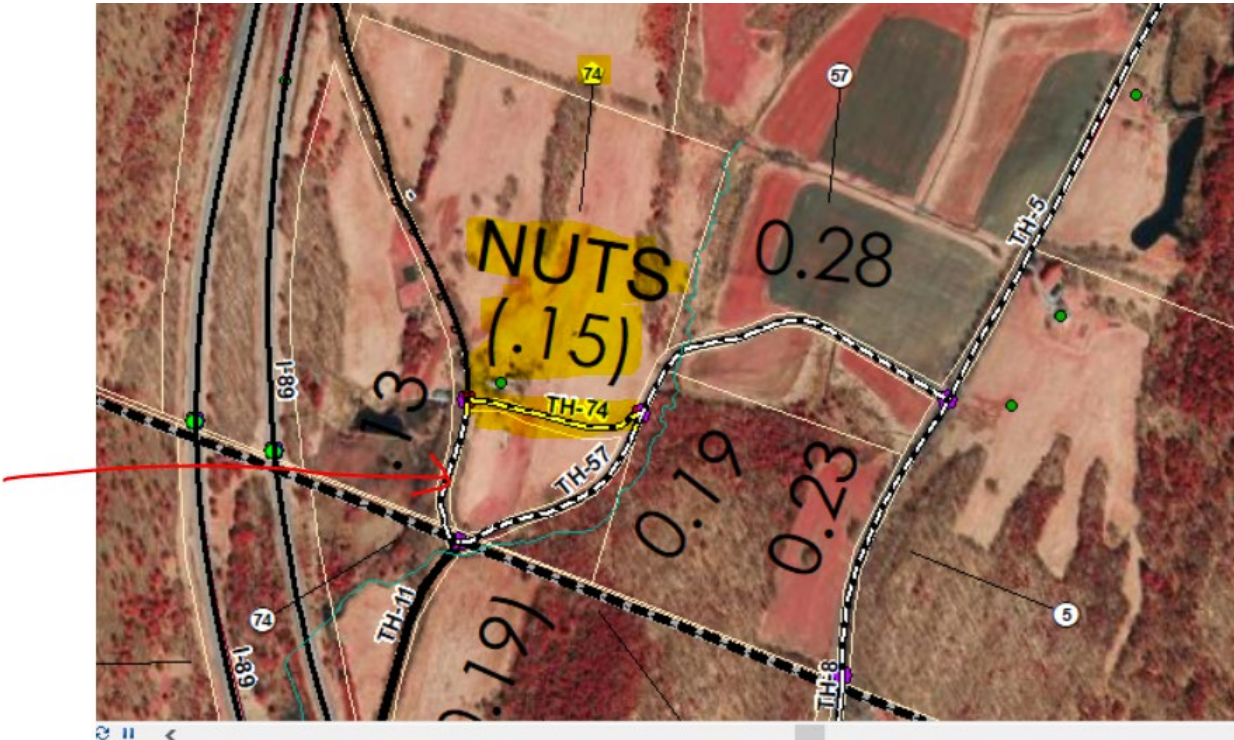 74
57
TH-5
NUTS
(.15)
0.28
I-89
.13
TH-74
TH-57
0.19
0.23
74
TH-11
0.19)
5
I-89
TH-8